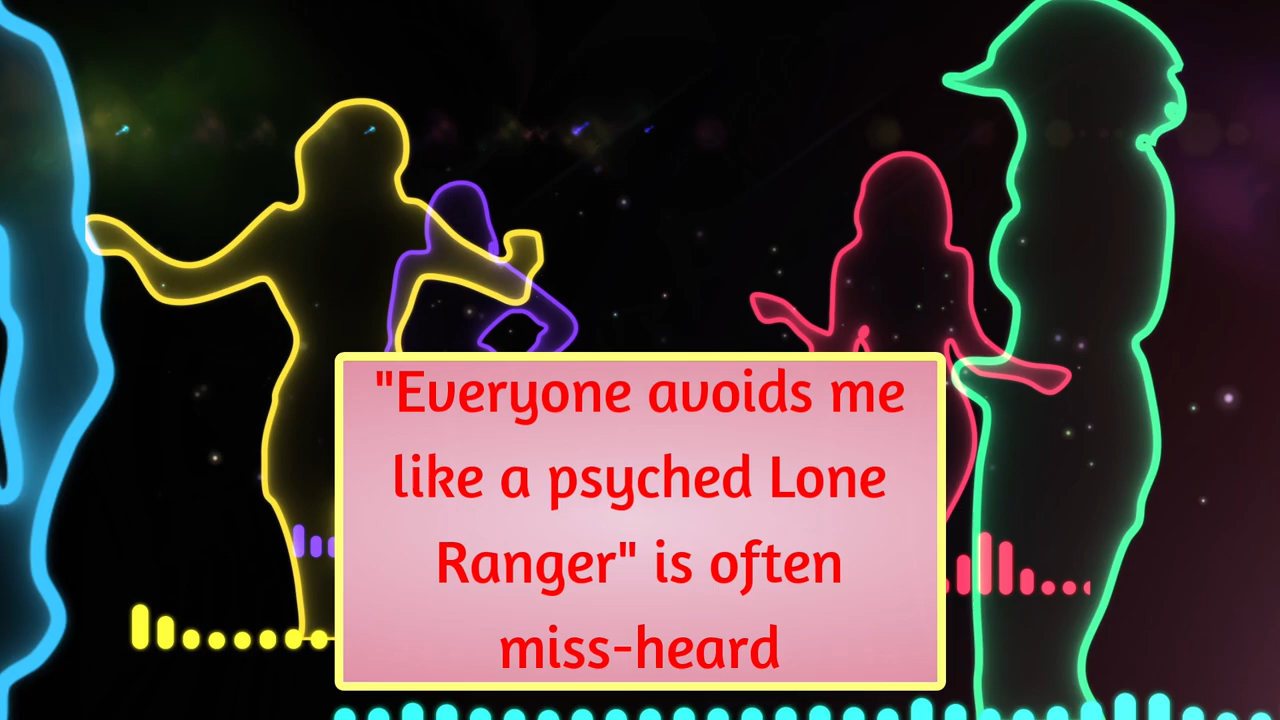 "Everyone avoids me
like a psyched Lone
Ranger" is often
miss-heard